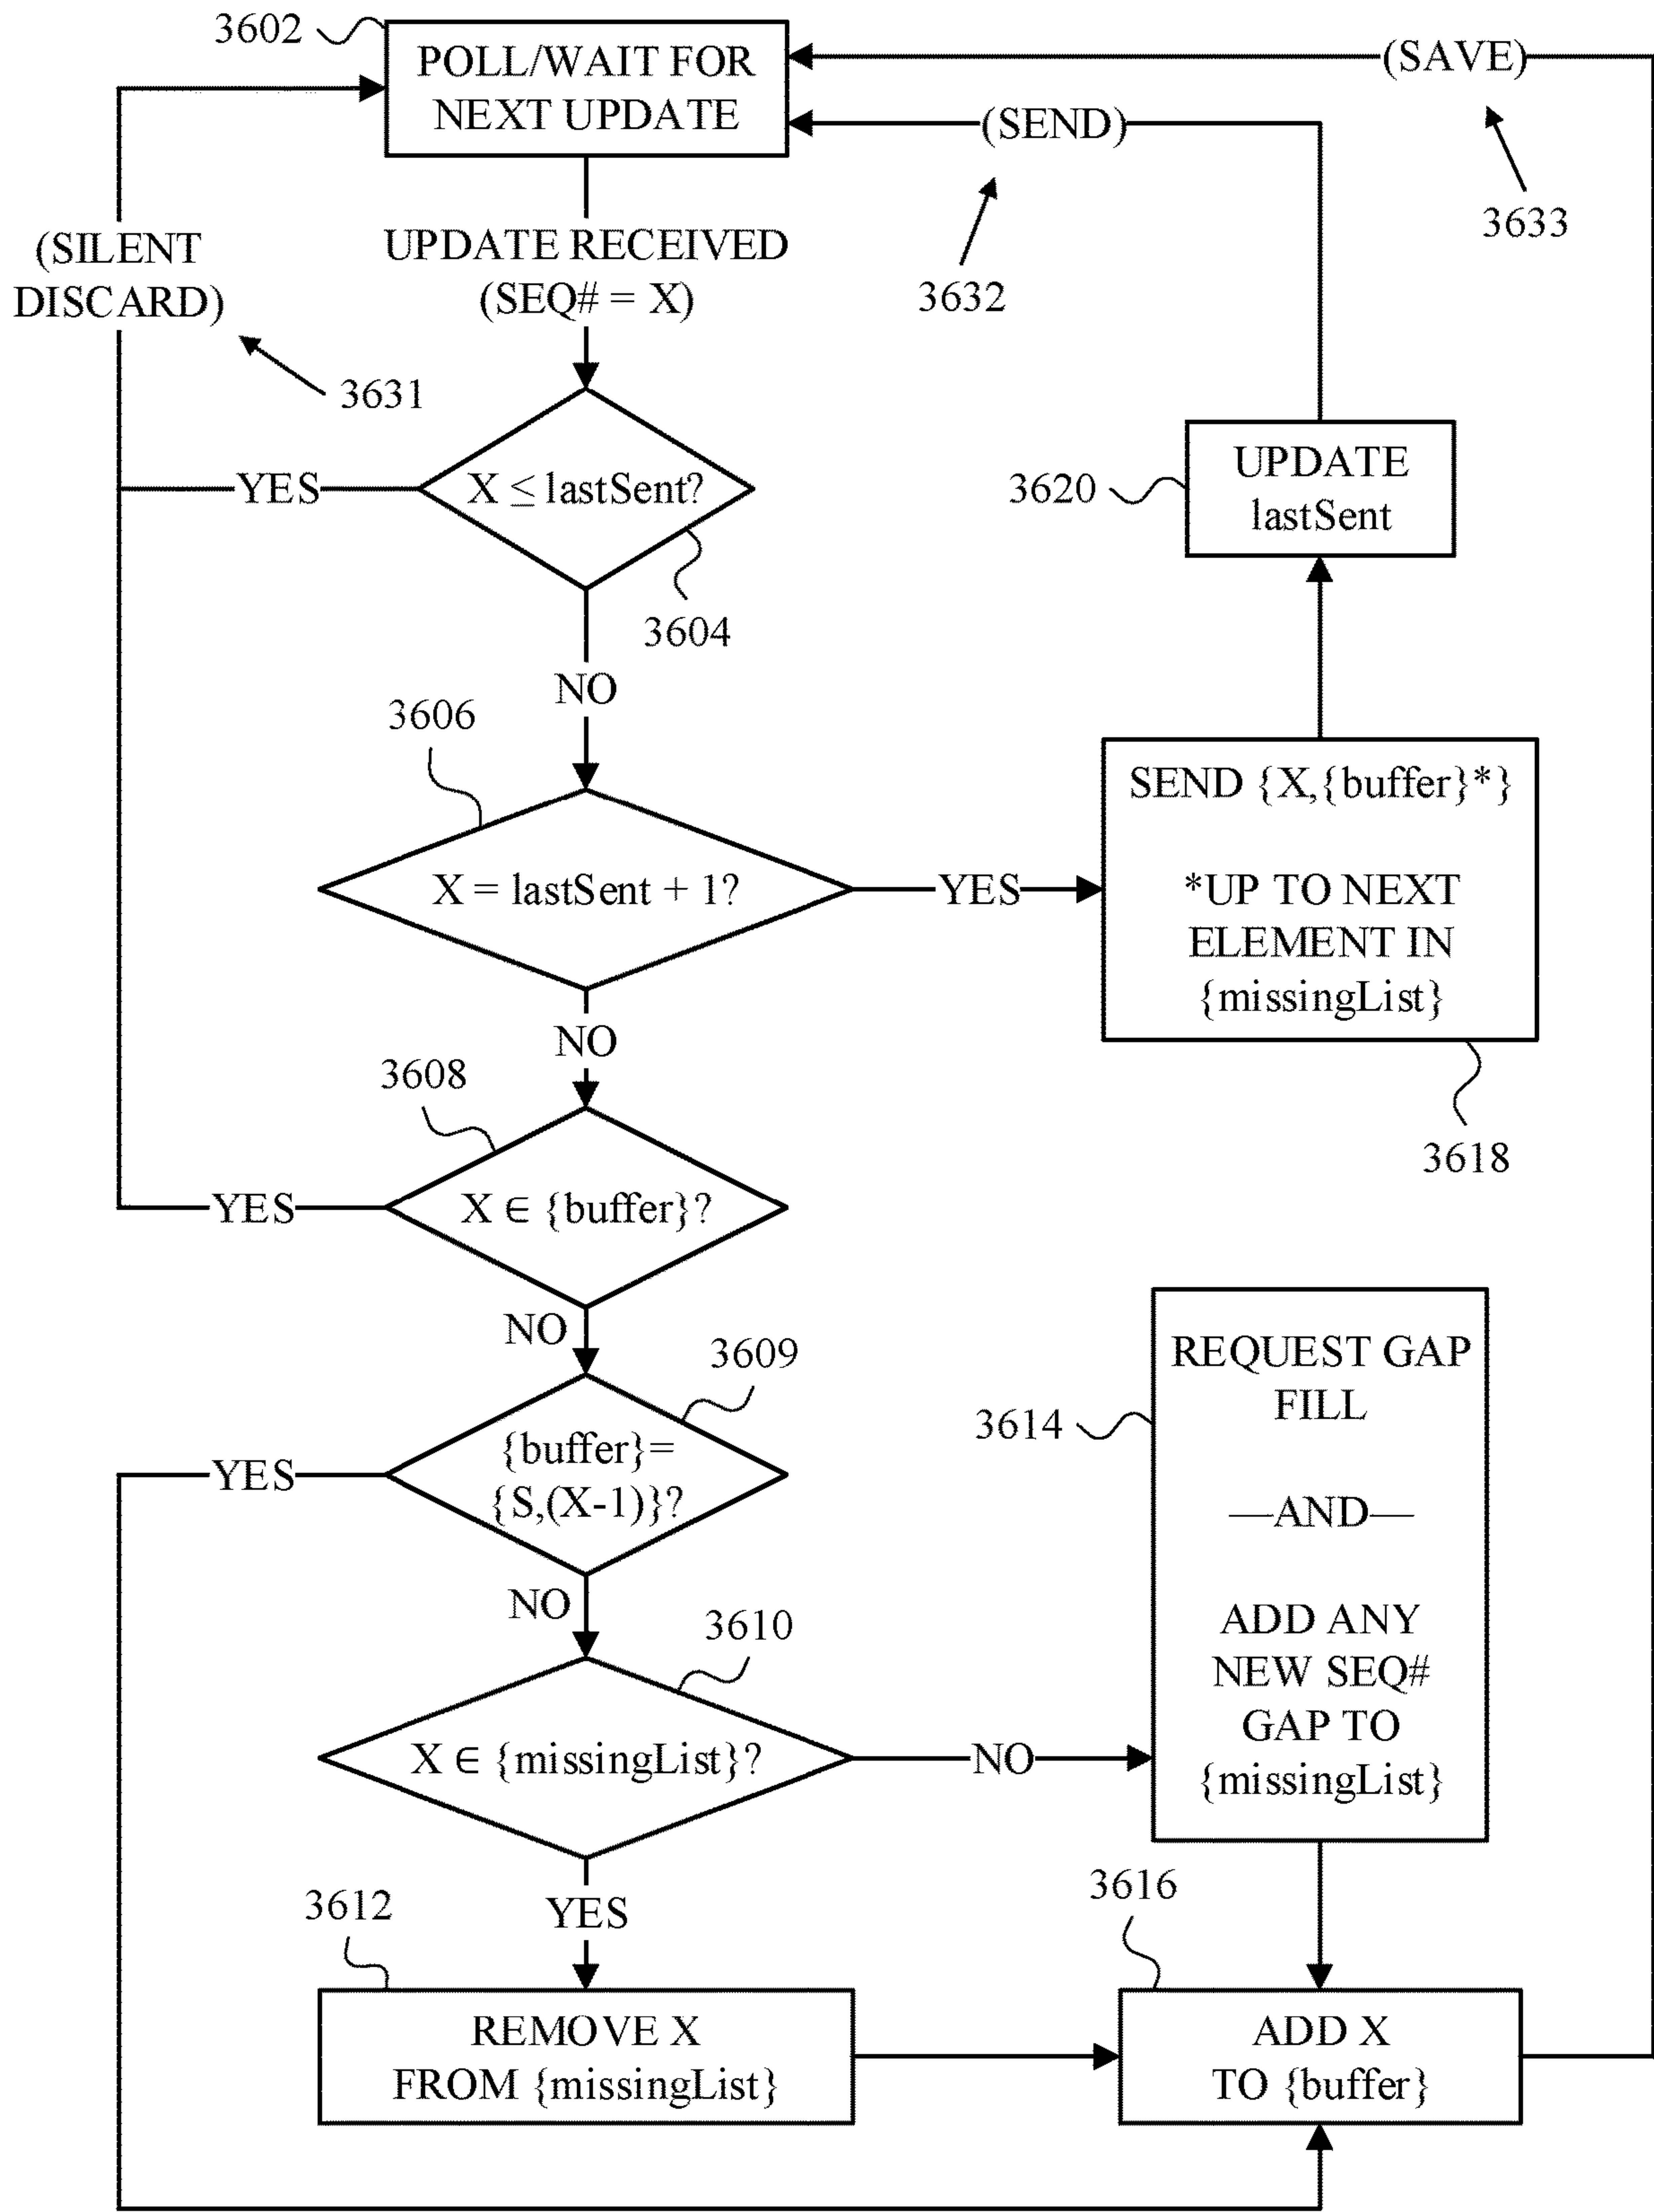 3602
POLL/WAIT FOR
NEXT UPDATE
(SAVE)
(SEND)
3633
3632
(SILENT
DISCARD)
3631
UPDATE RECEIVED
(SEQ# = X)
YES
X ≤ lastSent?
3604
3620
UPDATE
lastSent
NO
3606
X = lastSent + 1?
YES
SEND {X,{buffer}*}
*UP TO NEXT
ELEMENT IN
{missingList}
3618
NO
3608
YES
X ∈ {buffer}?
NO
3609
YES
{buffer}=
{S,(X-1)}?
NO
3610
X ∈ {missingList}?
NO
3614
REQUEST GAP
FILL
—AND—
ADD ANY
NEW SEQ#
GAP TO
{missingList}
YES
3612
REMOVE X
FROM {missingList}
3616
ADD X
TO {buffer}